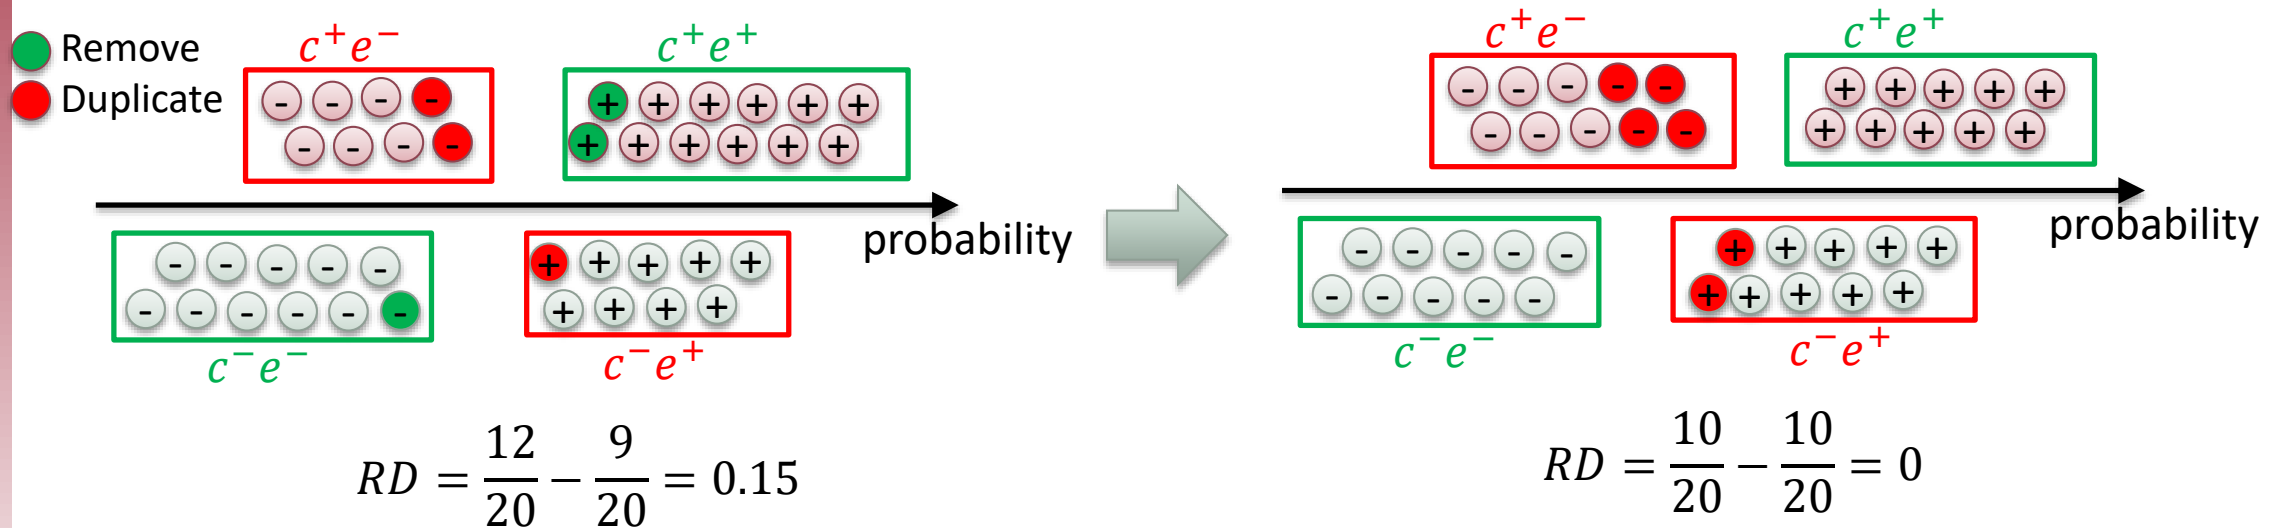 Remove
Duplicate
c⁺e⁻
c⁺e⁺
- - - -
- - - -
+ + + + + +
+ + + + + +
probability
- - - - -
- - - - - -
+ + + + +
+ + + +
c⁻e⁻
c⁻e⁺
RD = 12/20 − 9/20 = 0.15
c⁺e⁻
c⁺e⁺
- - - - -
- - - - -
+ + + + +
+ + + + +
probability
- - - - -
- - - - -
+ + + + +
+ + + + +
c⁻e⁻
c⁻e⁺
RD = 10/20 − 10/20 = 0